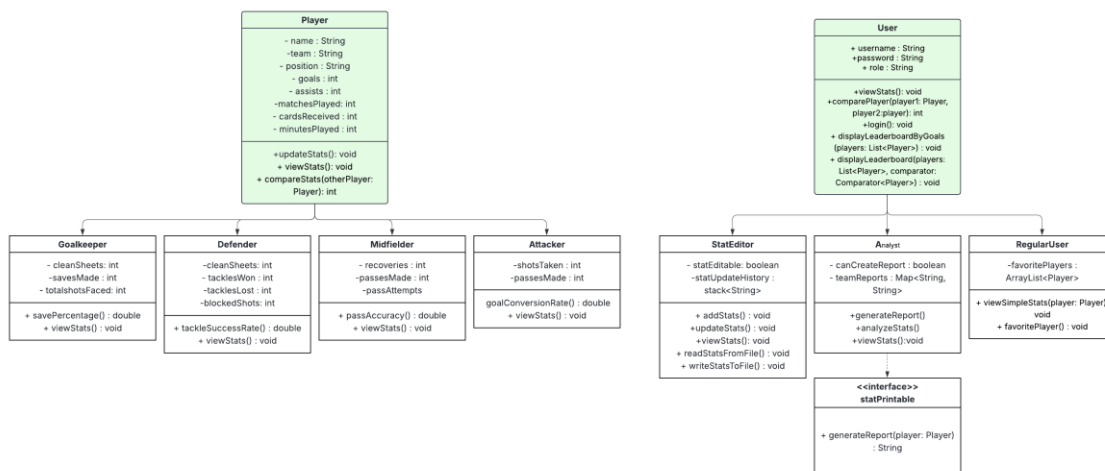 Player
- name : String
-team : String
- position : String
- goals : int
- assists : int
-matchesPlayed: int
- cardsReceived : int
- minutesPlayed : int
+updateStats(): void
+ viewStats(): void
+ compareStats(otherPlayer:
Player): int
Goalkeeper
- cleanSheets: int
-savesMade : int
- totalshotsFaced: int
+ savePercentage() : double
+ viewStats() : void
Defender
-cleanSheets: int
- tacklesWon : int
-tacklesLost : int
-blockedShots: int
+ tackleSuccessRate() : double
+ viewStats() : void
Midfielder
- recoveries : int
-passesMade : int
-passAttempts
+ passAccuracy() : double
+ viewStats() : void
Attacker
-shotsTaken : int
-passesMade : int
goalConversionRate() : double
+ viewStats() : void
User
+ username : String
+password : String
+ role : String
+viewStats(): void
+comparePlayer(player1: Player,
player2:player): int
+login(): void
+ displayLeaderboardByGoals
(players: List<Player>) : void
+ displayLeaderboard(players:
List<Player>, comparator:
Comparator<Player>) : void
StatEditor
- statEditable: boolean
-statUpdateHistory :
stack<String>
+ addStats() : void
+updateStats() : void
+viewStats(): void
+ readStatsFromFile() : void
+ writeStatsToFile() : void
Analyst
- canCreateReport : boolean
- teamReports : Map<String,
String>
+generateReport()
+analyzeStats()
+viewStats():void
RegularUser
-favoritePlayers :
ArrayList<Player>
+ viewSimpleStats(player: Player)
void
+ favoritePlayer() : void
<<interface>>
statPrintable
+ generateReport(player: Player)
: String